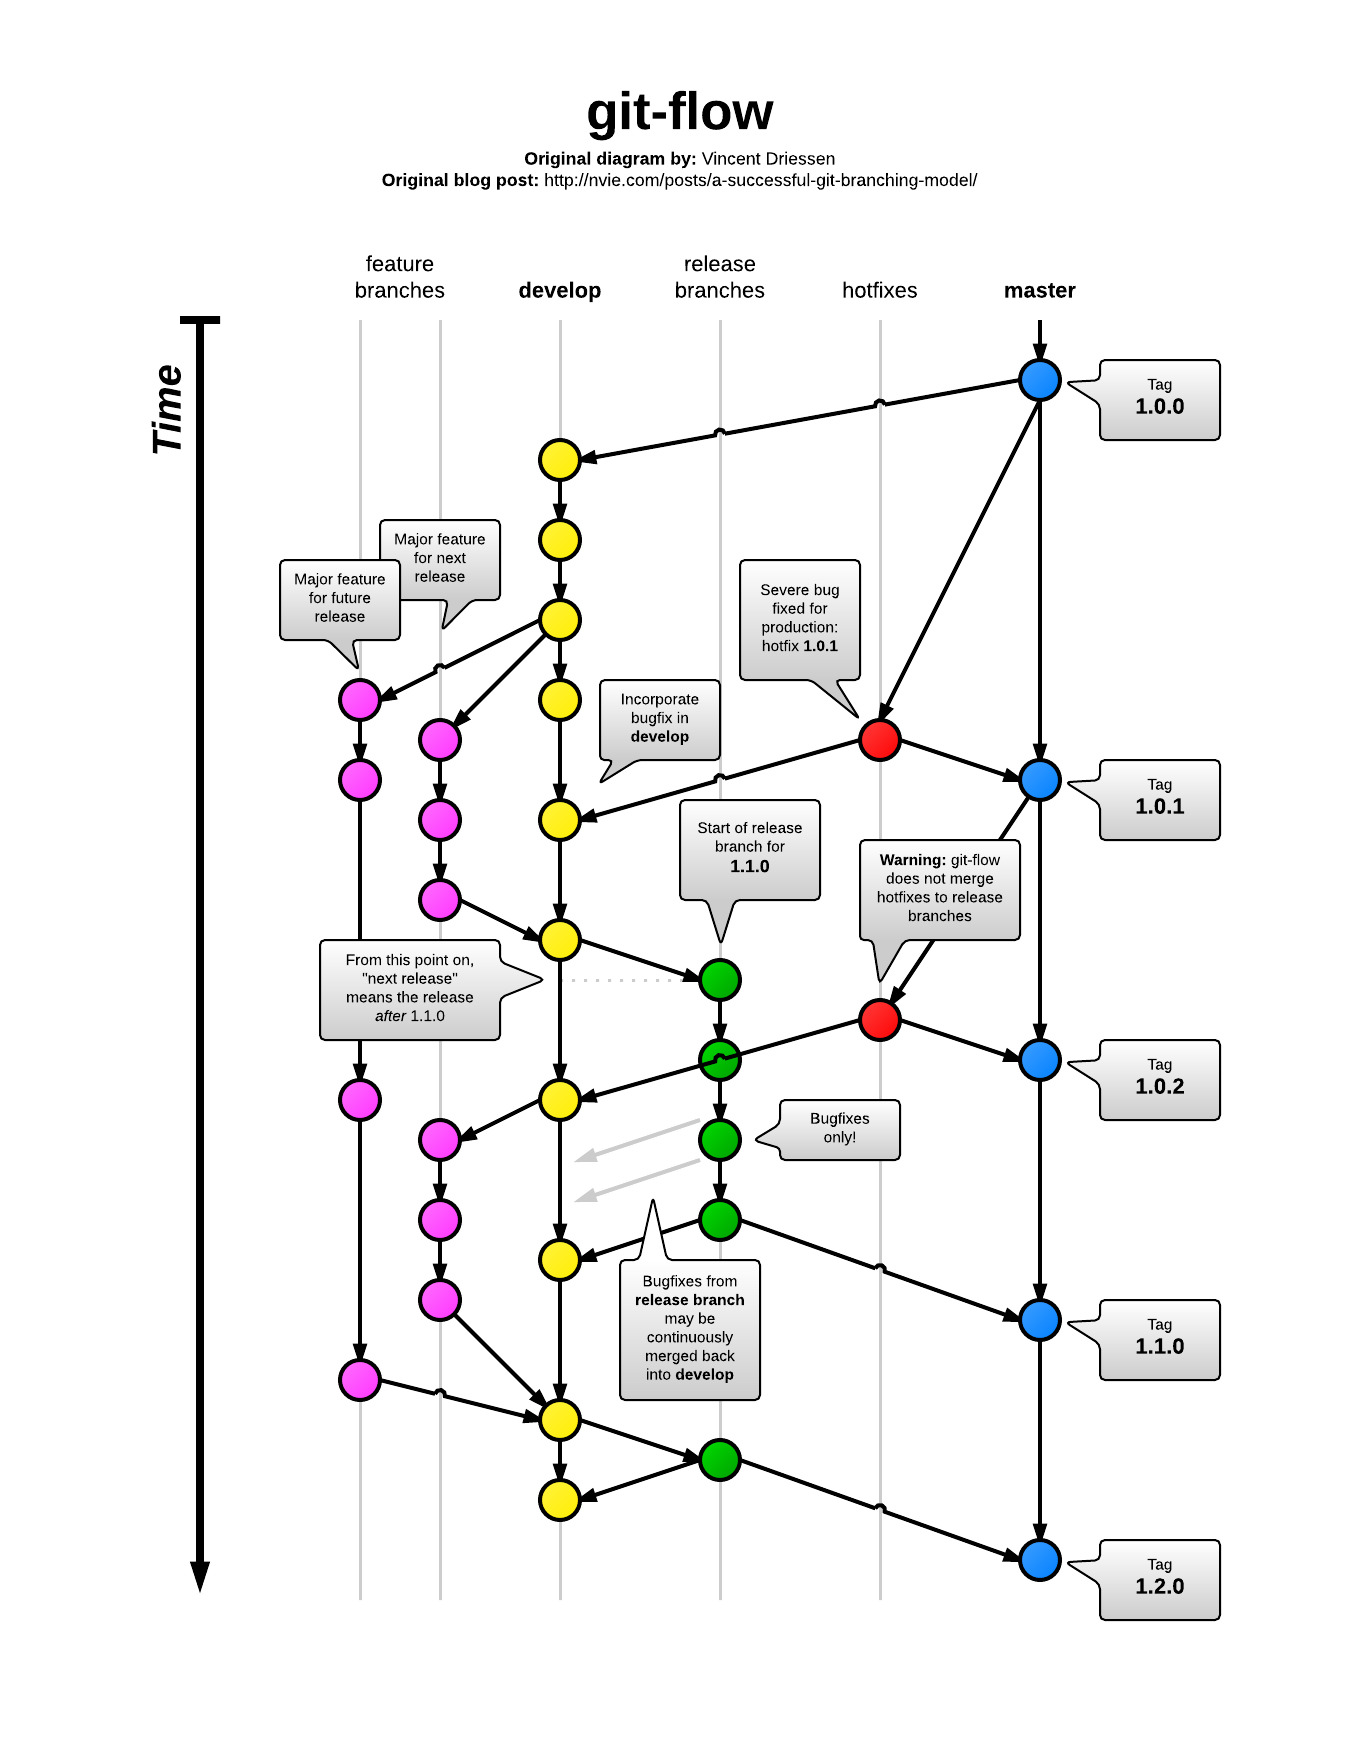 git-flow
Original diagram by: Vincent Driessen
Original blog post: http://nvie.com/posts/a-successful-git-branching-model/
feature
branches
develop
release
branches
hotfixes
master
Time
Tag
1.0.0
Major feature
for next
release
Major feature
for future
release
Severe bug
fixed for
production:
hotfix 1.0.1
Incorporate
bugfix in
develop
Tag
1.0.1
Start of release
branch for
1.1.0
Warning: git-flow
does not merge
hotfixes to release
branches
From this point on,
"next release"
means the release
after 1.1.0
Tag
1.0.2
Bugfixes
only!
Bugfixes from
release branch
may be
continuously
merged back
into develop
Tag
1.1.0
Tag
1.2.0